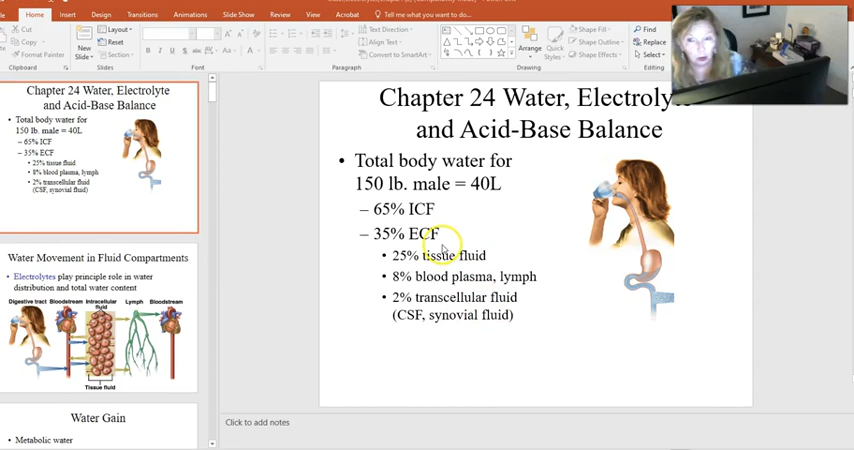 Home
Insert
Design
Transitions
Animations
Slide Show
Review
View
Acrobat
Tell me what you want to do...
Cut
Copy
Format Painter
Clipboard
New
Slides
Layout
Reset
Section
Slides
B
I
U
S
abc
AV
Aa
A
Font
Text Direction
Align Text
Convert to SmartArt
Paragraph
Arrange
Quick
Styles
Shape Fill
Shape Outline
Shape Effects
Drawing
Find
Replace
Select
Editing
Chapter 24 Water, Electrolyte
and Acid-Base Balance
• Total body water for
150 lb. male = 40L
– 65% ICF
– 35% ECF
• 25% tissue fluid
• 8% blood plasma, lymph
• 2% transcellular fluid
(CSF, synovial fluid)
Water Movement in Fluid Compartments
• Electrolytes play principle role in water
distribution and total water content
Digestive tract
Bloodstream
Intracellular
fluid
Lymph
Bloodstream
Tissue fluid
Water Gain
• Metabolic water
Chapter 24 Water, Electrolyte
and Acid-Base Balance
• Total body water for
150 lb. male = 40L
– 65% ICF
– 35% ECF
• 25% tissue fluid
• 8% blood plasma, lymph
• 2% transcellular fluid
(CSF, synovial fluid)
Click to add notes